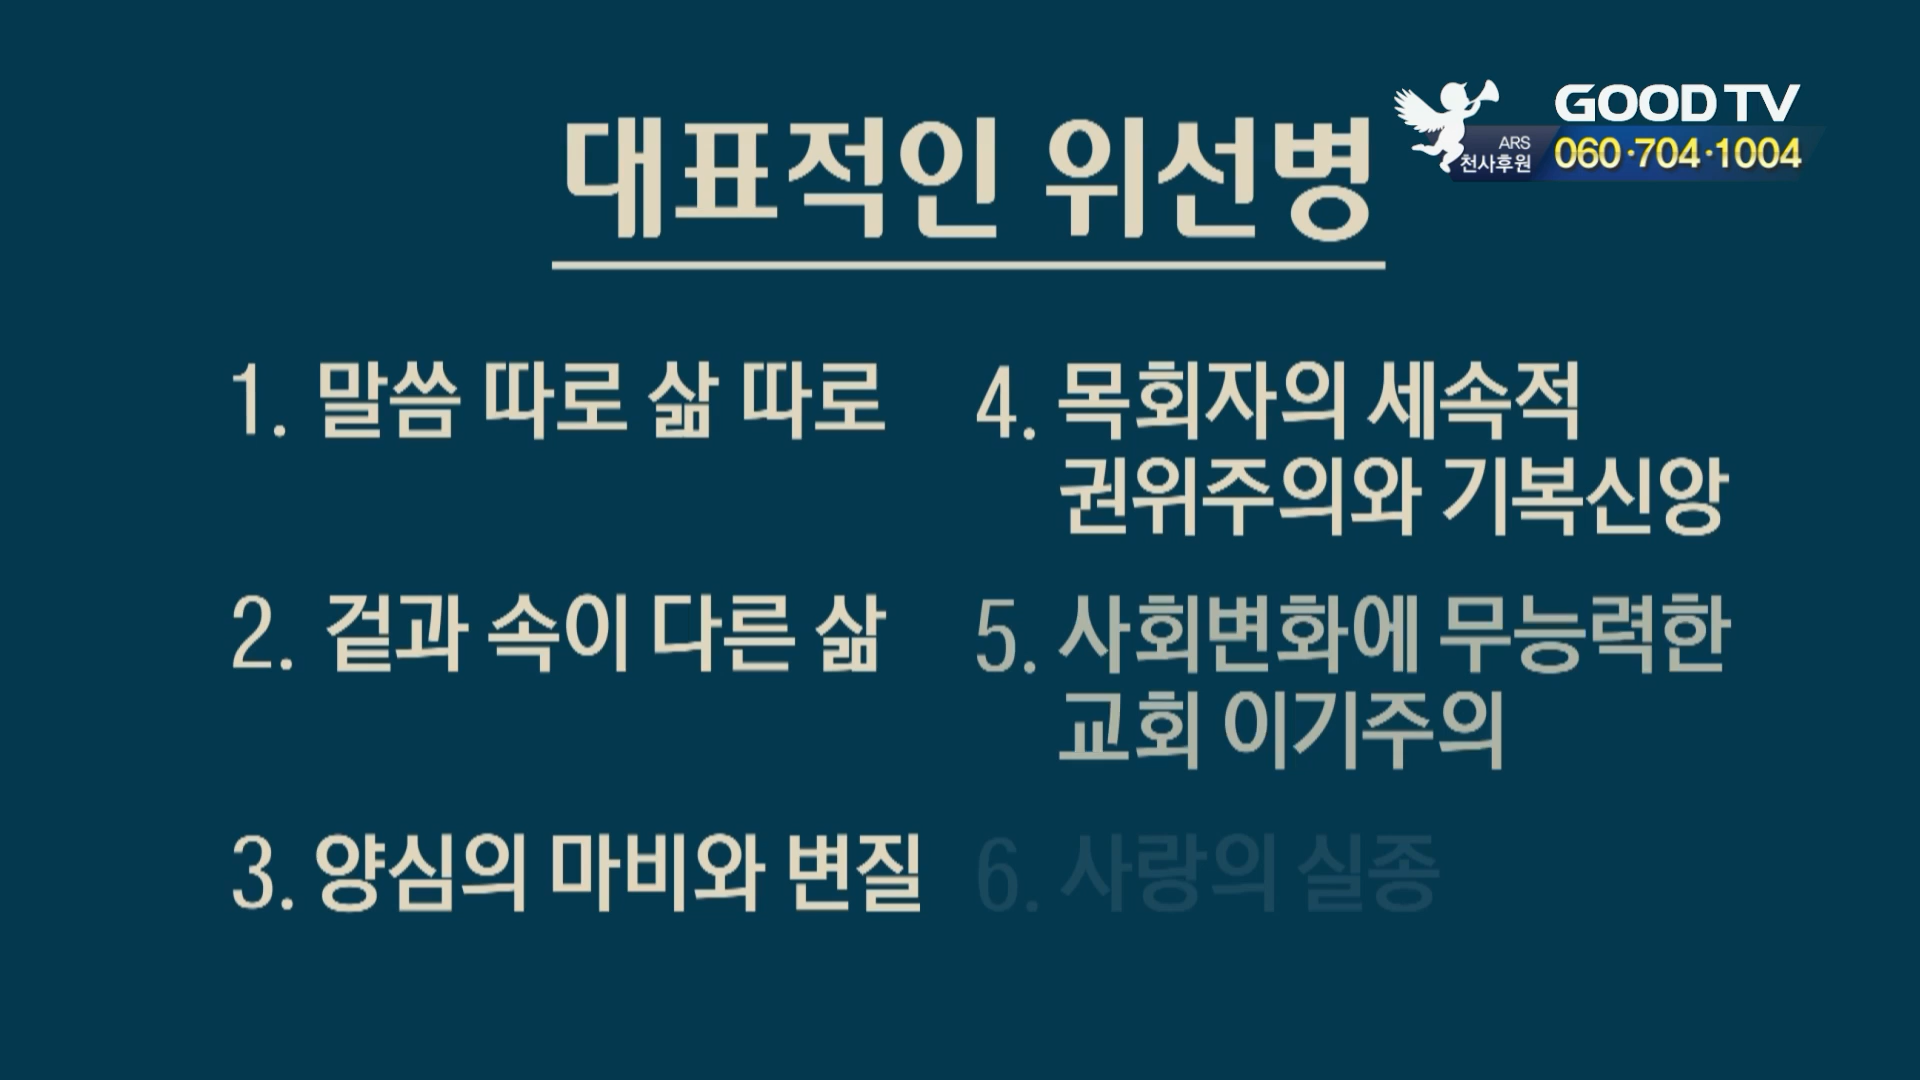 GOODTV
ARS
천사후원
060·704·1004
대표적인 위선병
1. 말씀 따로 삶 따로
2. 겉과 속이 다른 삶
3. 양심의 마비와 변질
4. 목회자의 세속적
권위주의와 기복신앙
5. 사회변화에 무능력한
교회 이기주의
6. 사랑의 실종